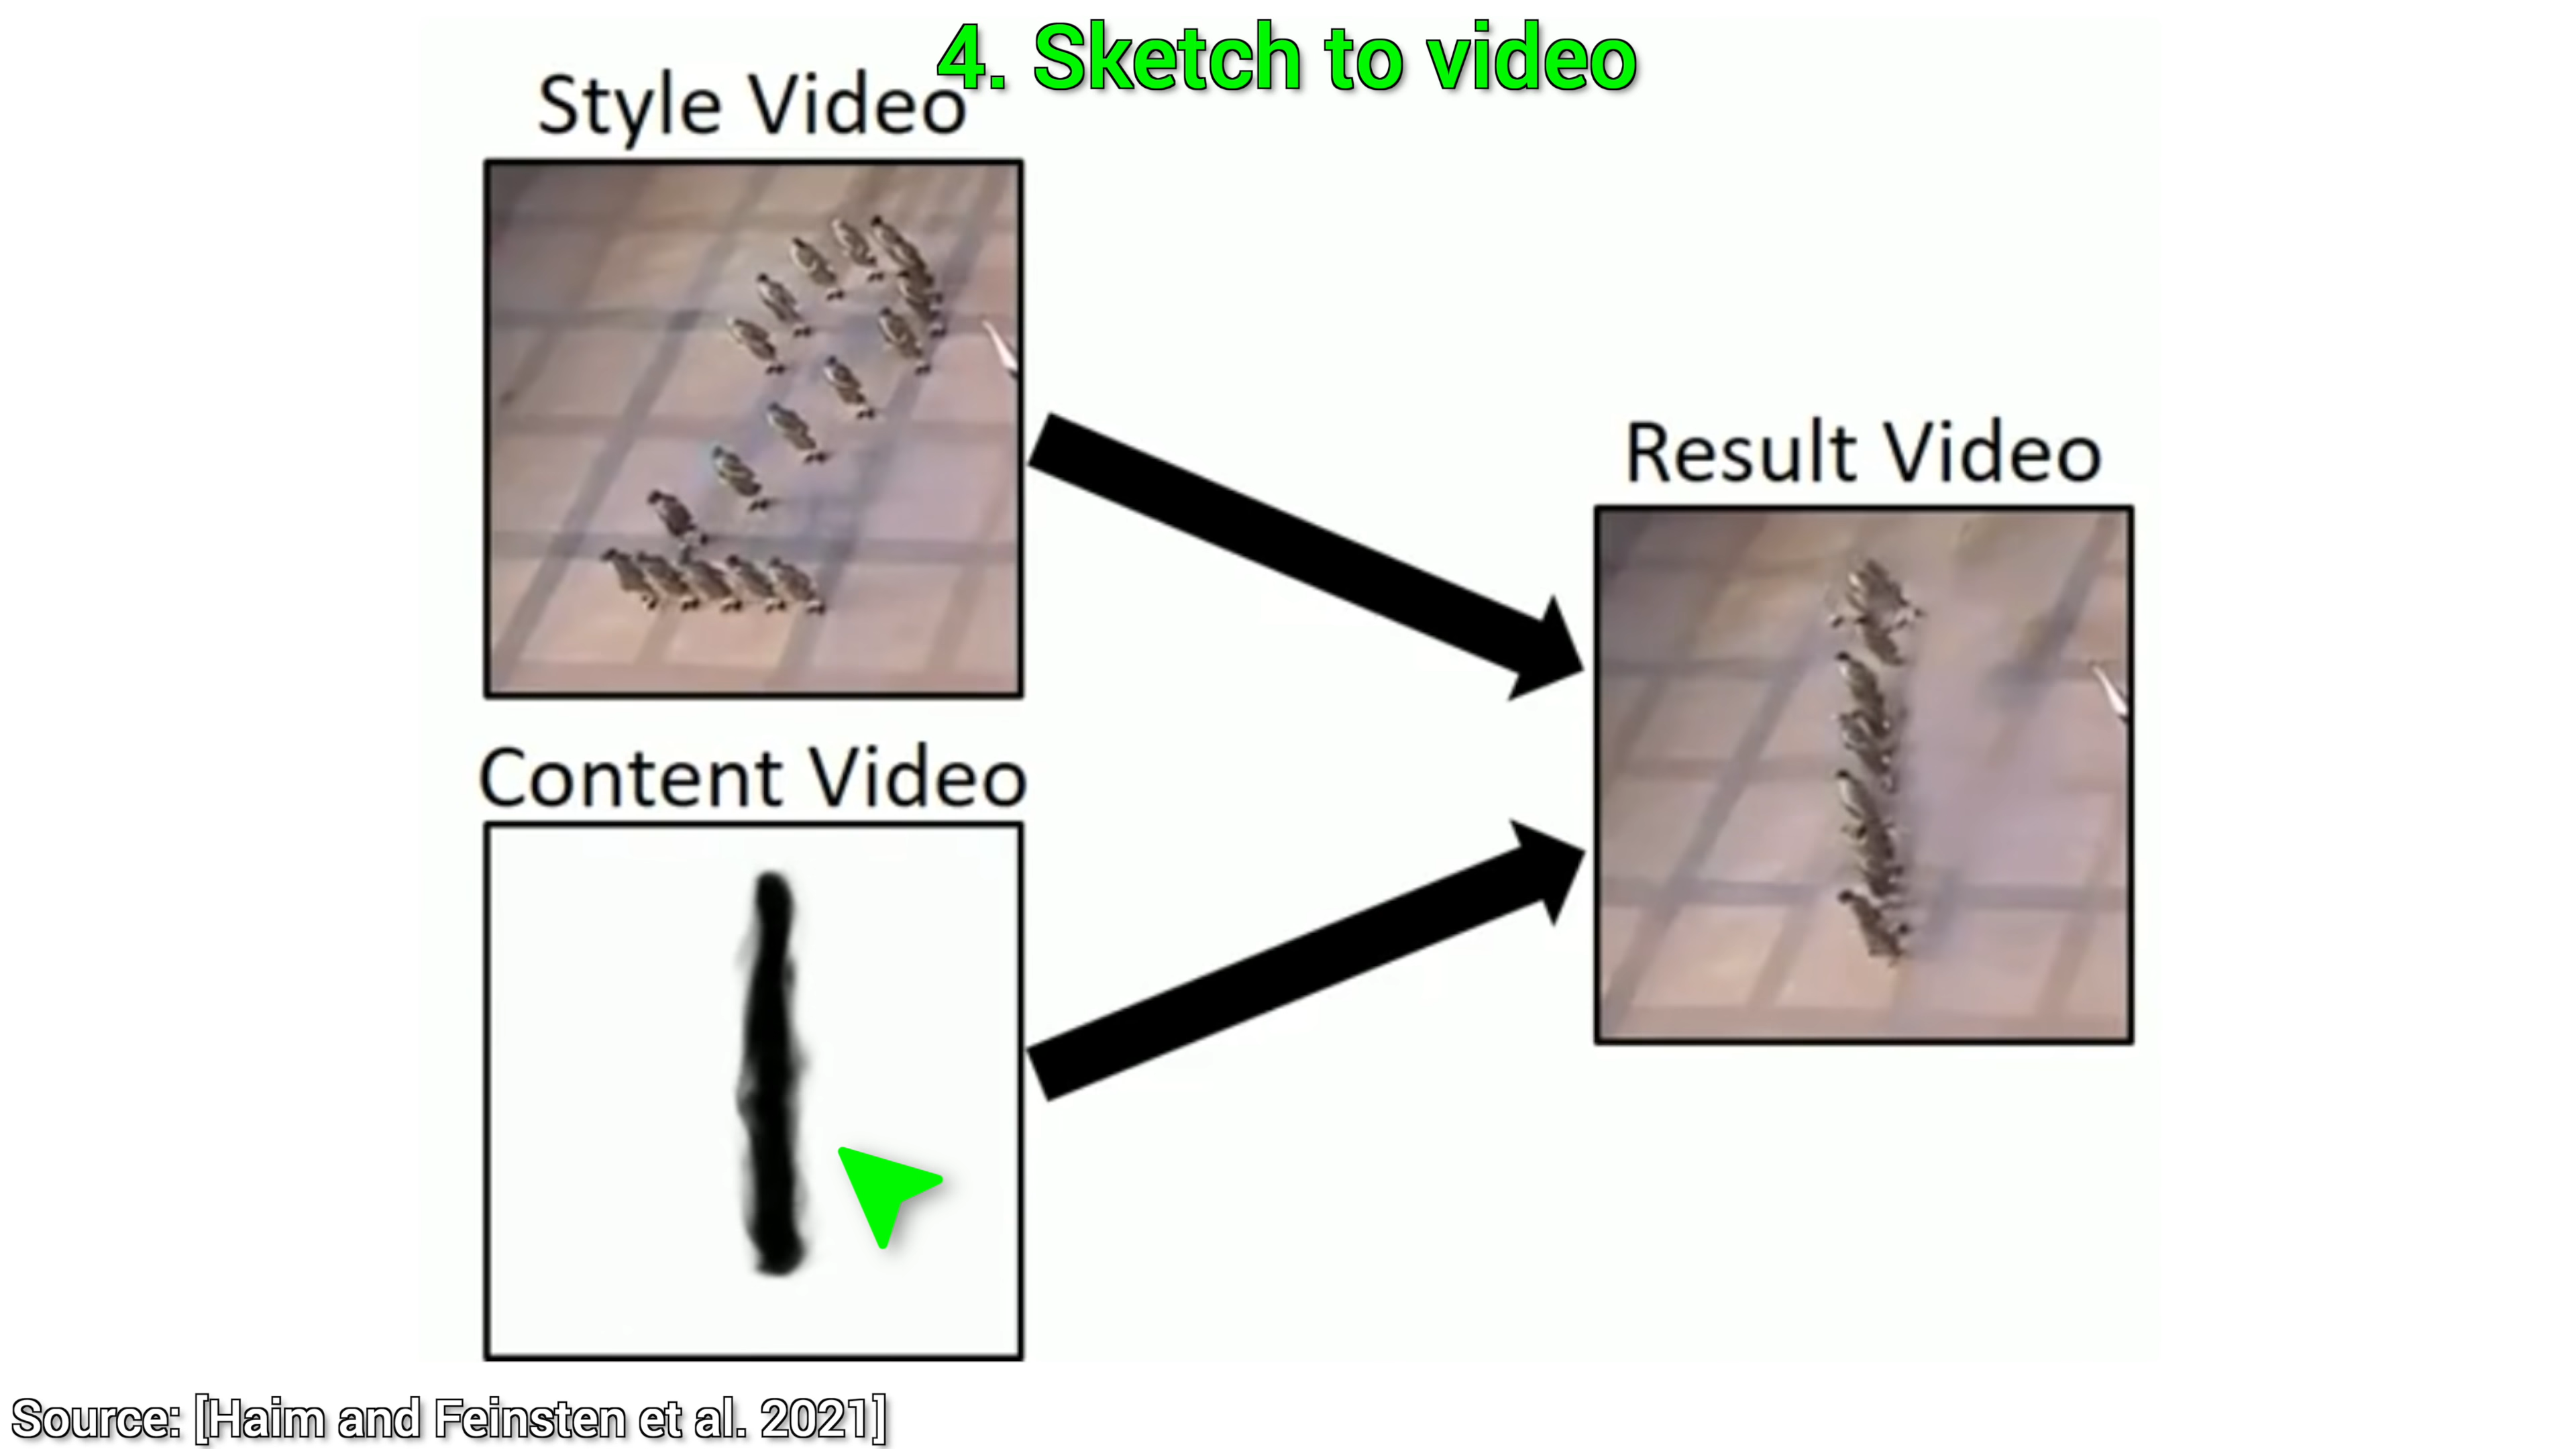 4. Sketch to video
Style Video
Result Video
Content Video
Source: [Haim and Feinsten et al. 2021]